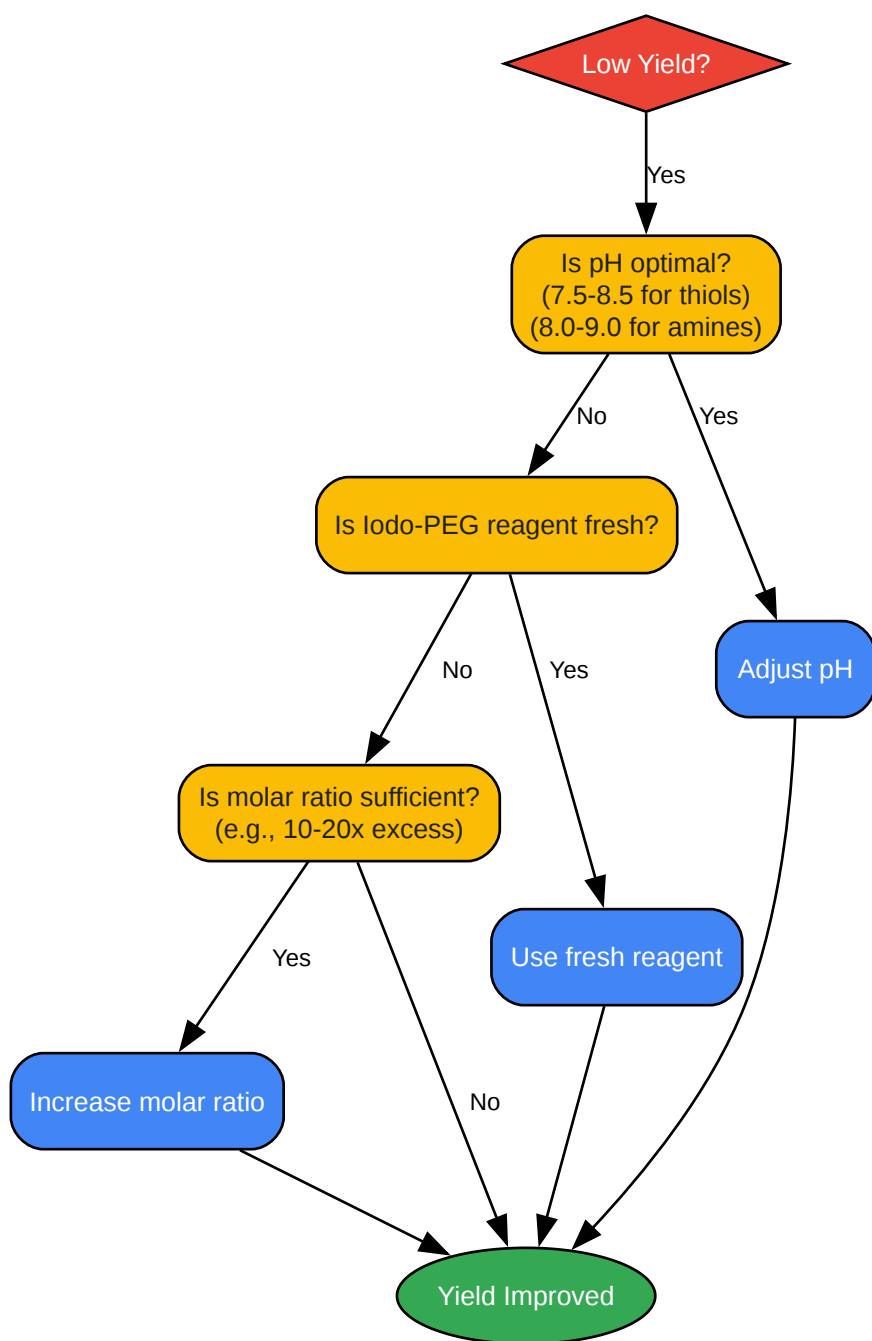 Low Yield?
Yes
Is pH optimal?
(7.5-8.5 for thiols)
(8.0-9.0 for amines)
No
Yes
Is Iodo-PEG reagent fresh?
No
Yes
Adjust pH
Is molar ratio sufficient?
(e.g., 10-20x excess)
Yes
Use fresh reagent
Increase molar ratio
No
Yield Improved